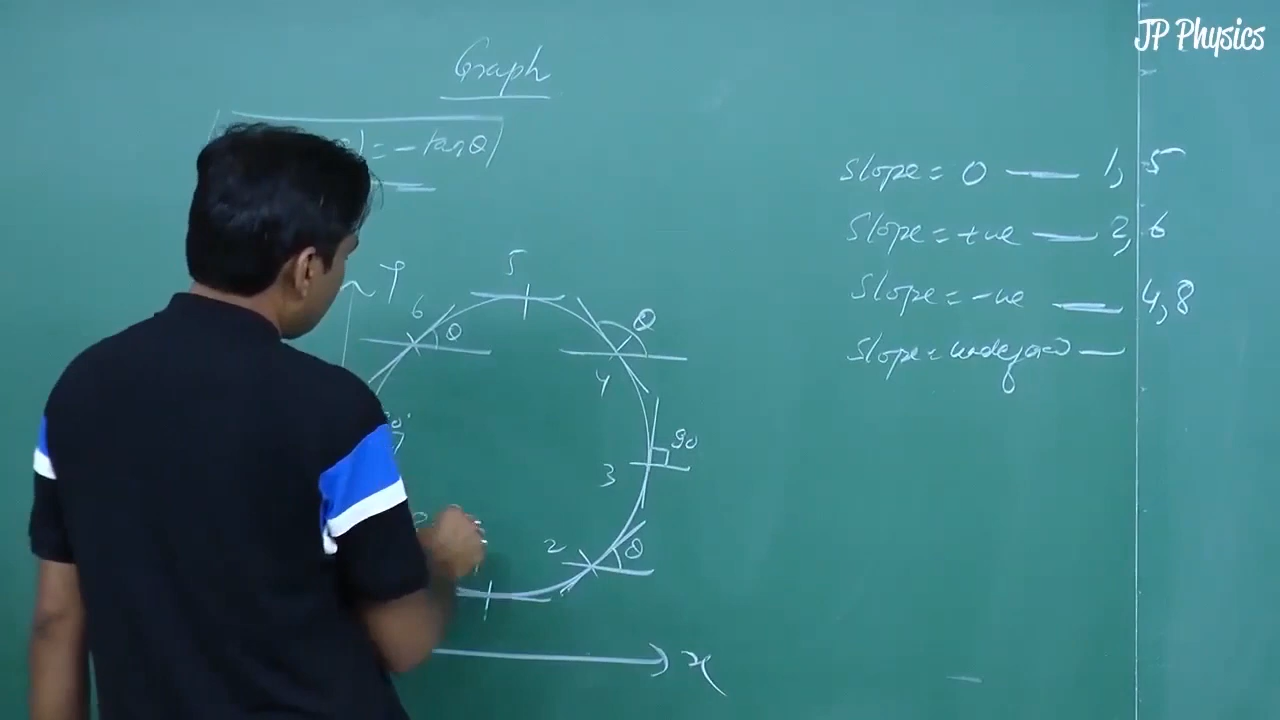 JP Physics
Graph
= -tanθ
Slope = 0 — 1, 5
Slope = +ve — 2, 6
Slope = -ve — 4, 8
Slope = undefined —
y
5
6
θ
θ
4
90
3
2
θ
x